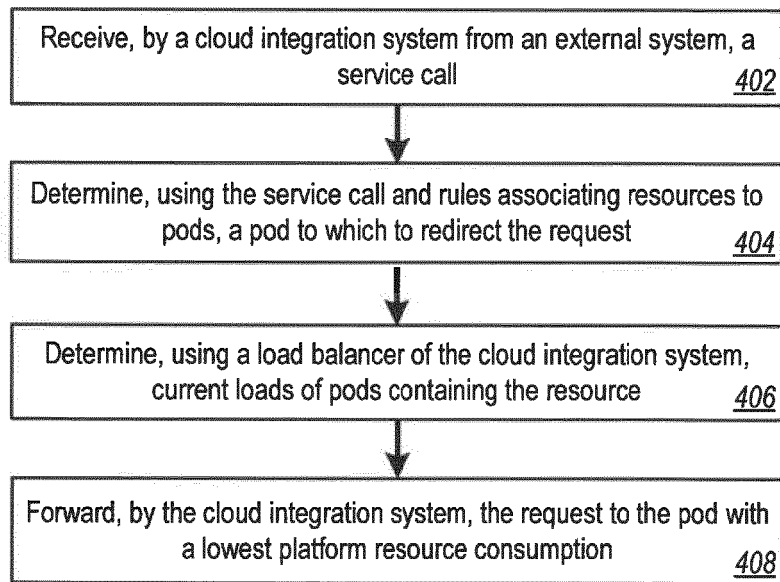 Receive, by a cloud integration system from an external system, a
service call
402
Determine, using the service call and rules associating resources to
pods, a pod to which to redirect the request
404
Determine, using a load balancer of the cloud integration system,
current loads of pods containing the resource
406
Forward, by the cloud integration system, the request to the pod with
a lowest platform resource consumption
408